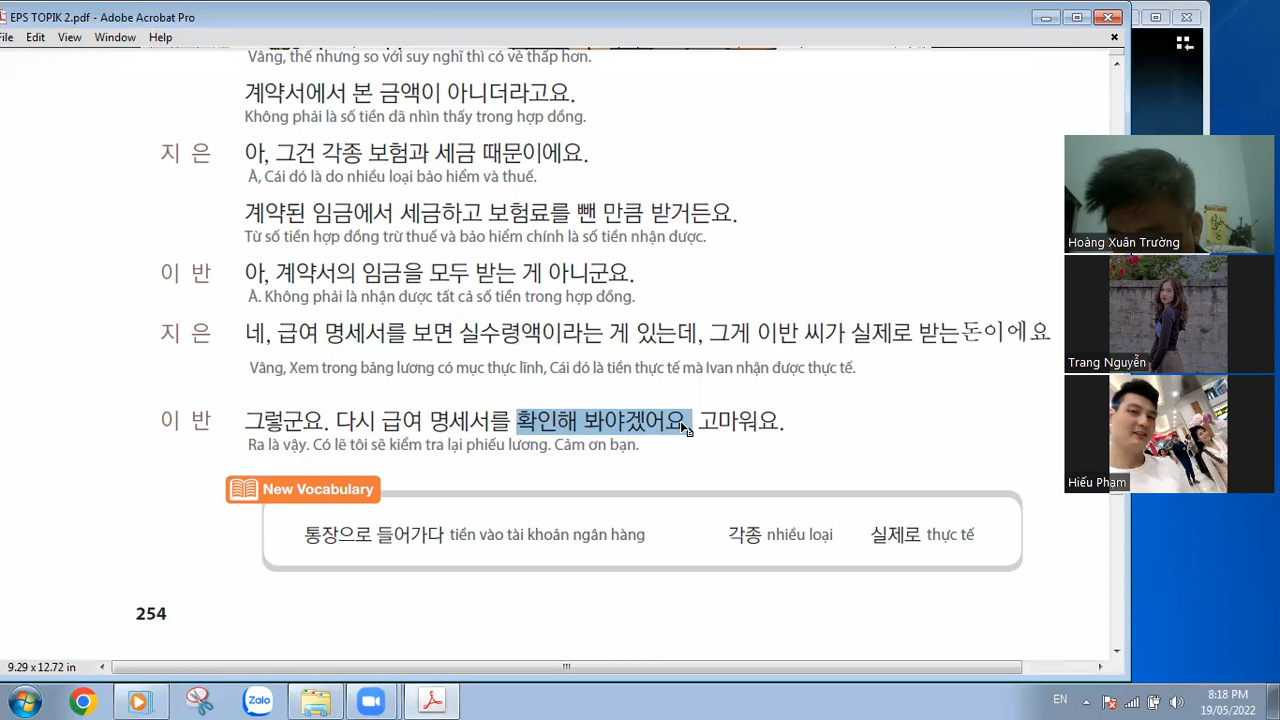 EPS TOPIK 2.pdf - Adobe Acrobat Pro
File Edit View Window Help
Vâng, thế nhưng so với suy nghĩ thì có vẻ thấp hơn.
계약서에서 본 금액이 아니더라고요.
Không phải là số tiền đã nhìn thấy trong hợp đồng.
지 은 아, 그건 각종 보험과 세금 때문이에요.
À, Cái đó là do nhiều loại bảo hiểm và thuế.
계약된 임금에서 세금하고 보험료를 뺀 만큼 받거든요.
Từ số tiền hợp đồng trừ thuế và bảo hiểm chính là số tiền nhận được.
Hoàng Xuân Trường
이 반 아, 계약서의 임금을 모두 받는 게 아니군요.
À. Không phải là nhận được tất cả số tiền trong hợp đồng.
지 은 네, 급여 명세서를 보면 실수령액이라는 게 있는데, 그게 이반 씨가 실제로 받는돈이에요
Vâng, Xem trong bảng lương có mục thực lĩnh, Cái đó là tiền thực tế mà Ivan nhận được thực tế.
Trang Nguyễn
이 반 그렇군요. 다시 급여 명세서를 확인해 봐야겠어요. 고마워요.
Ra là vậy. Có lẽ tôi sẽ kiểm tra lại phiếu lương. Cảm ơn bạn.
Hiếu Phạm
New Vocabulary
통장으로 들어가다 tiền vào tài khoản ngân hàng 각종 nhiều loại 실제로 thực tế
254
9.29 x 12.72 in
Zalo
EN
8:18 PM
19/05/2022